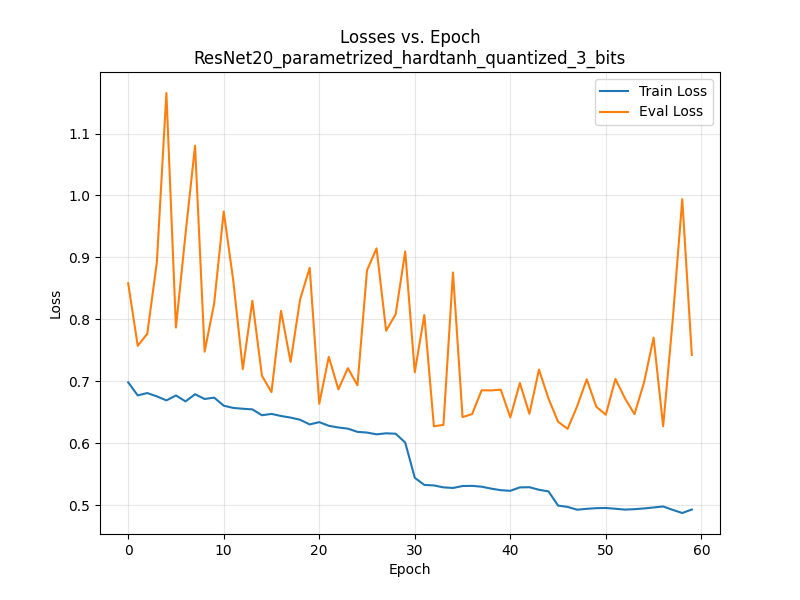 Losses vs. Epoch
ResNet20_parametrized_hardtanh_quantized_3_bits
Train Loss
Eval Loss
1.1
1.0
0.9
0.8
0.7
0.6
0.5
Loss
0
10
20
30
40
50
60
Epoch